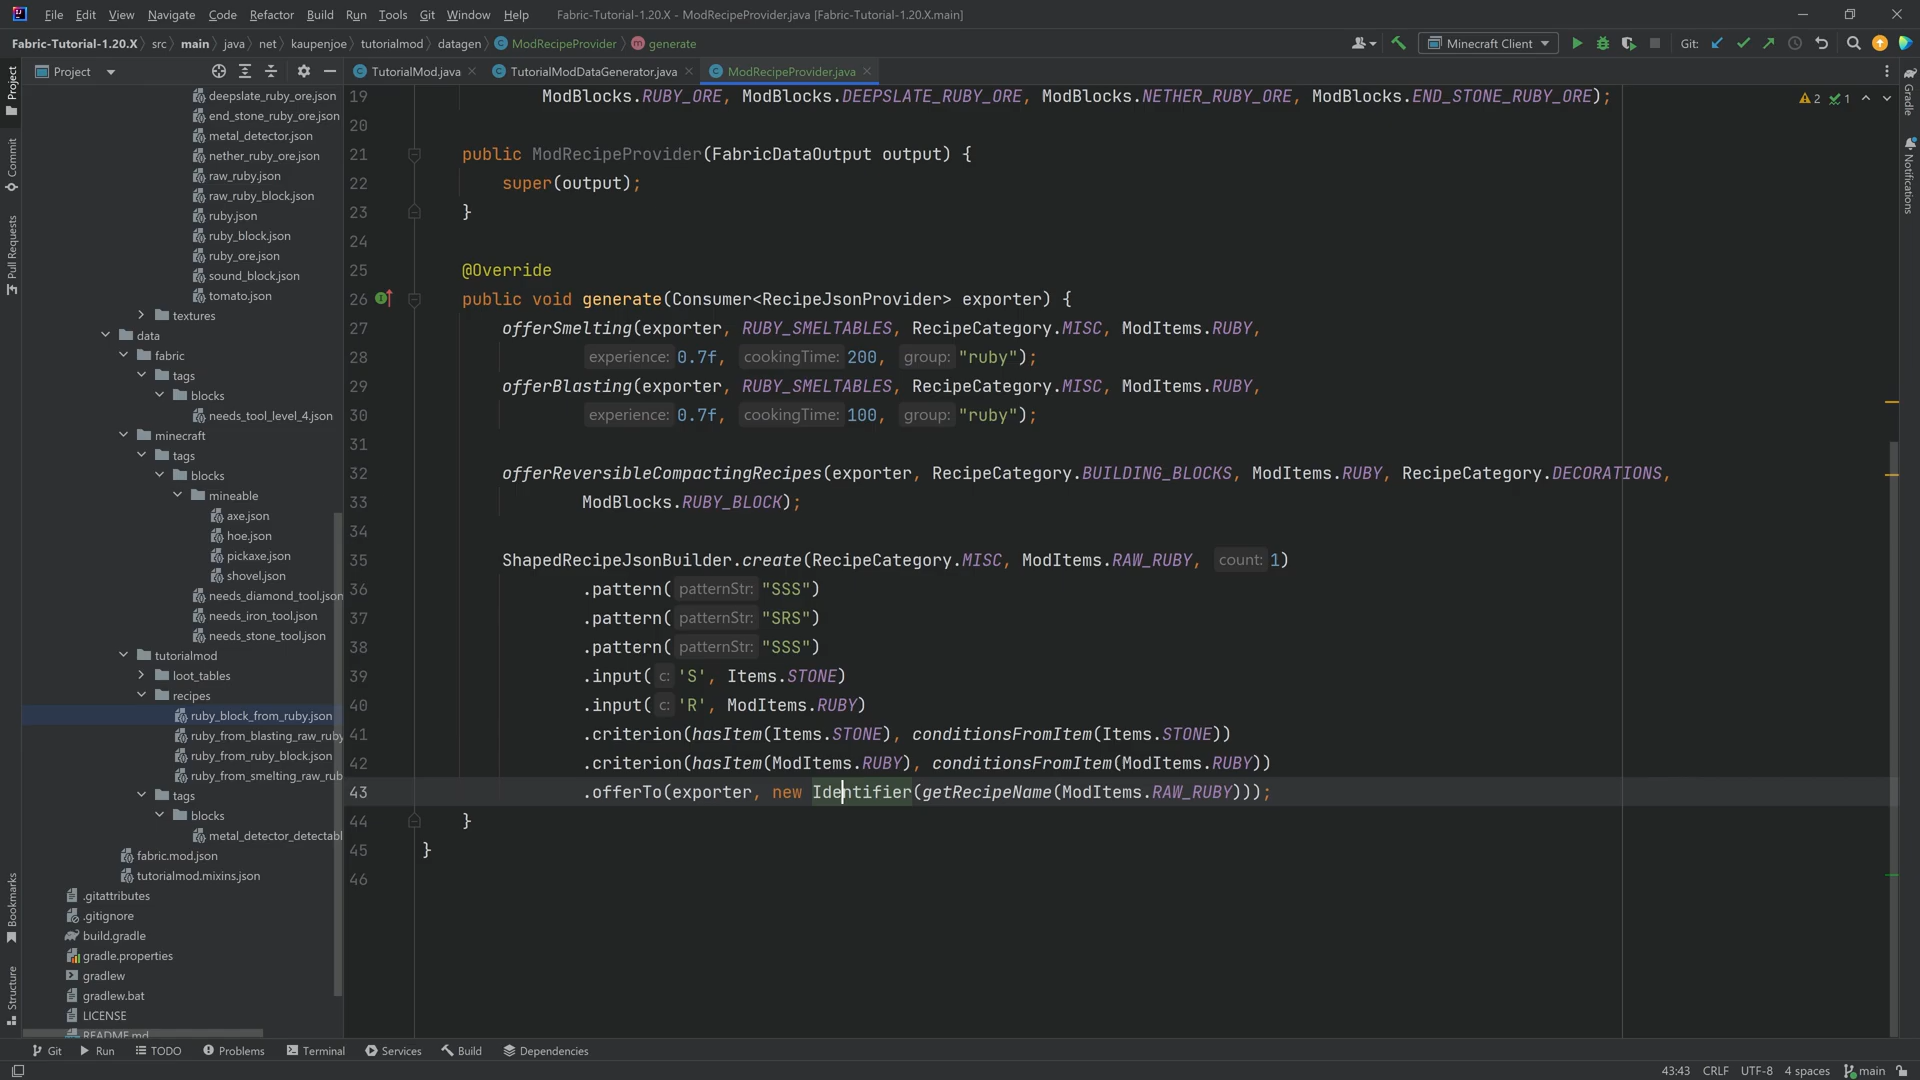 File Edit View Navigate Code Refactor Build Run Tools Git Window Help Fabric-Tutorial-1.20.X - ModRecipeProvider.java [Fabric-Tutorial-1.20.X.main]
Fabric-Tutorial-1.20.X src main java net kaupenjoe tutorialmod datagen ModRecipeProvider generate Minecraft Client Git:
Project TutorialMod.java TutorialModDataGenerator.java ModRecipeProvider.java
Project
Commit
Pull Requests
Bookmarks
Structure
deepslate_ruby_ore.json
end_stone_ruby_ore.json
metal_detector.json
nether_ruby_ore.json
raw_ruby.json
raw_ruby_block.json
ruby.json
ruby_block.json
ruby_ore.json
sound_block.json
tomato.json
textures
data
fabric
tags
blocks
needs_tool_level_4.json
minecraft
tags
blocks
mineable
axe.json
hoe.json
pickaxe.json
shovel.json
needs_diamond_tool.json
needs_iron_tool.json
needs_stone_tool.json
tutorialmod
loot_tables
recipes
ruby_block_from_ruby.json
ruby_from_blasting_raw_ruby
ruby_from_ruby_block.json
ruby_from_smelting_raw_rub
tags
blocks
metal_detector_detectabl
fabric.mod.json
tutorialmod.mixins.json
.gitattributes
.gitignore
build.gradle
gradle.properties
gradlew
gradlew.bat
LICENSE
README.md
19 ModBlocks.RUBY_ORE, ModBlocks.DEEPSLATE_RUBY_ORE, ModBlocks.NETHER_RUBY_ORE, ModBlocks.END_STONE_RUBY_ORE);
20
21 public ModRecipeProvider(FabricDataOutput output) {
22 super(output);
23 }
24
25 @Override
26 public void generate(Consumer<RecipeJsonProvider> exporter) {
27 offerSmelting(exporter, RUBY_SMELTABLES, RecipeCategory.MISC, ModItems.RUBY,
28 experience: 0.7f, cookingTime: 200, group: "ruby");
29 offerBlasting(exporter, RUBY_SMELTABLES, RecipeCategory.MISC, ModItems.RUBY,
30 experience: 0.7f, cookingTime: 100, group: "ruby");
31
32 offerReversibleCompactingRecipes(exporter, RecipeCategory.BUILDING_BLOCKS, ModItems.RUBY, RecipeCategory.DECORATIONS,
33 ModBlocks.RUBY_BLOCK);
34
35 ShapedRecipeJsonBuilder.create(RecipeCategory.MISC, ModItems.RAW_RUBY, count: 1)
36 .pattern( patternStr: "SSS")
37 .pattern( patternStr: "SRS")
38 .pattern( patternStr: "SSS")
39 .input( c: 'S', Items.STONE)
40 .input( c: 'R', ModItems.RUBY)
41 .criterion(hasItem(Items.STONE), conditionsFromItem(Items.STONE))
42 .criterion(hasItem(ModItems.RUBY), conditionsFromItem(ModItems.RUBY))
43 .offerTo(exporter, new Identifier(getRecipeName(ModItems.RAW_RUBY)));
44 }
45 }
46
2 1
Gradle
Notifications
Git Run TODO Problems Terminal Services Build Dependencies
43:43 CRLF UTF-8 4 spaces main